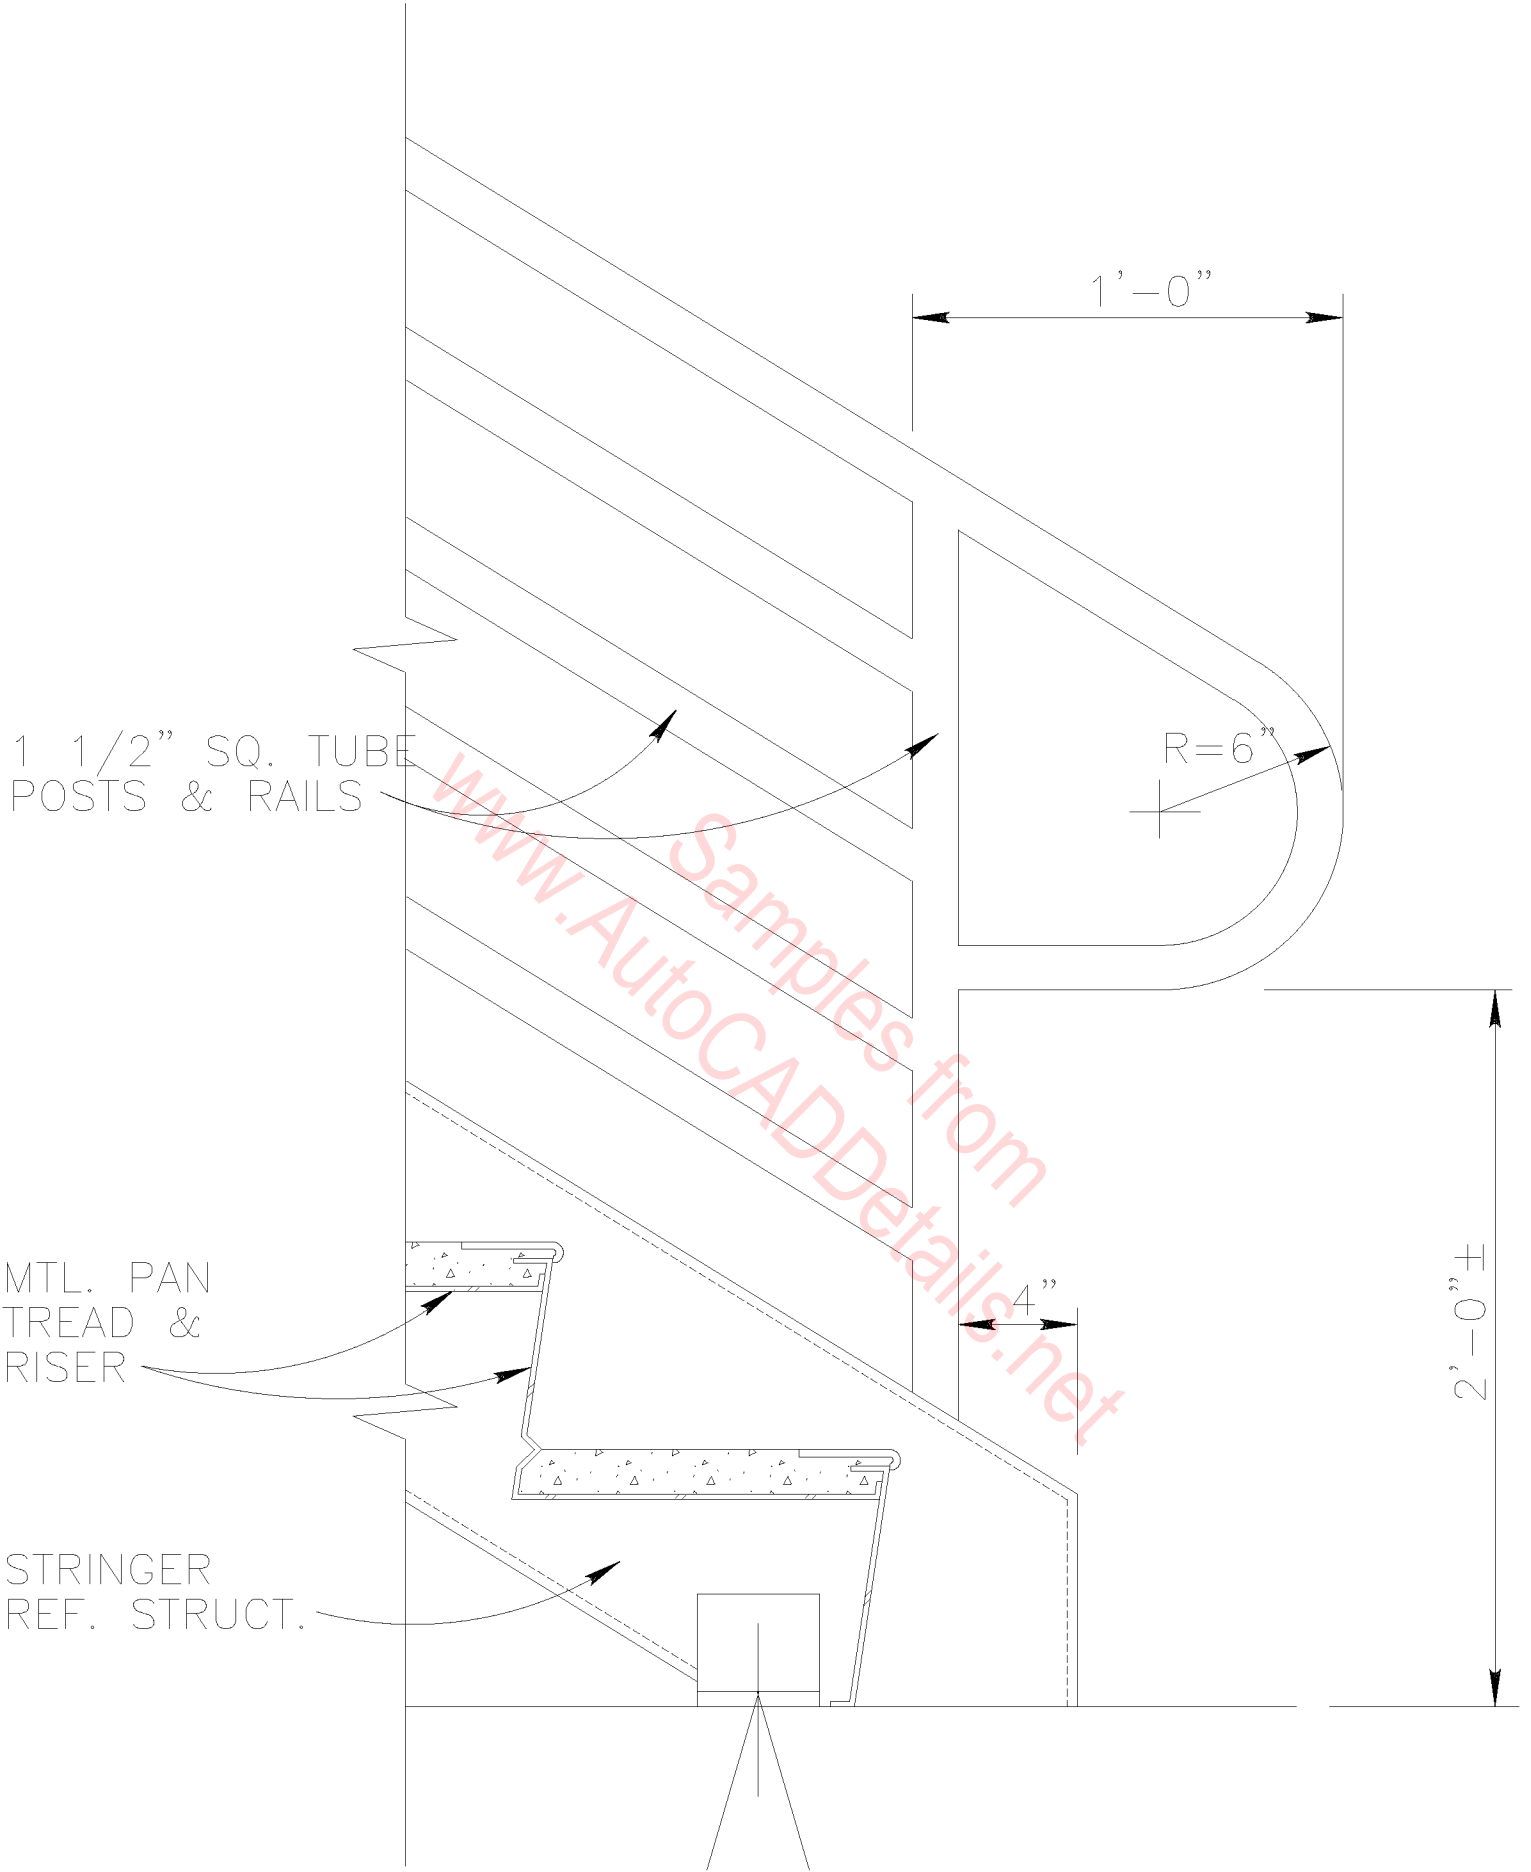 1'-0"
1 1/2" SQ. TUBE
POSTS & RAILS
R=6"
Samples from
www.AutoCADDetails.net
MTL. PAN
TREAD &
RISER
4"
2'-0"±
STRINGER
REF. STRUCT.